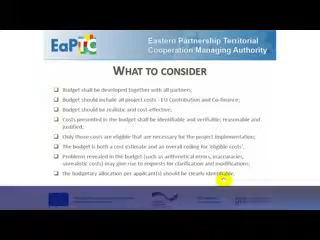 EaPTC
Eastern Partnership Territorial
Cooperation Managing Authority
WHAT TO CONSIDER
Budget shall be developed together with all partners;
Budget should include all project costs - EU Contribution and Co-finance;
Budget should be realistic and cost-effective;
Costs presented in the budget shall be identifiable and verifiable, reasonable and
justified;
Only those costs are eligible that are necessary for the project implementation;
The budget is both a cost estimate and an overall ceiling for 'eligible costs'.
Problems revealed in the budget (such as arithmetical errors, inaccuracies,
unrealistic costs) may give rise to requests for clarification and modifications;
The budgetary allocation per applicant(s) should be clearly identifiable.